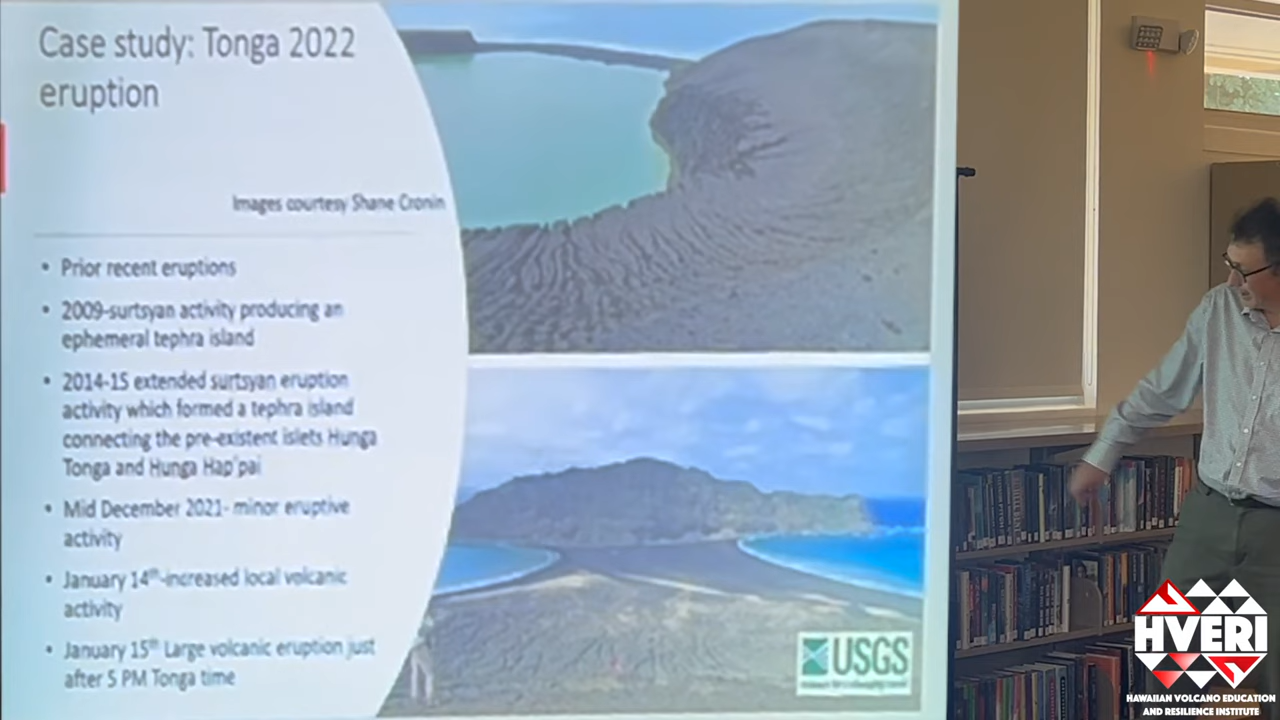 Case study: Tonga 2022
eruption
Images courtesy Shane Cronin
• Prior recent eruptions
• 2009-surtsyan activity producing an
ephemeral tephra island
• 2014-15 extended surtsyan eruption
activity which formed a tephra island
connecting the pre-existent islets Hunga
Tonga and Hunga Hap'pai
• Mid December 2021- minor eruptive
activity
• January 14th-increased local volcanic
activity
• January 15th Large volcanic eruption just
after 5 PM Tonga time
USGS
HVERI
HAWAIIAN VOLCANO EDUCATION
AND RESILIENCE INSTITUTE